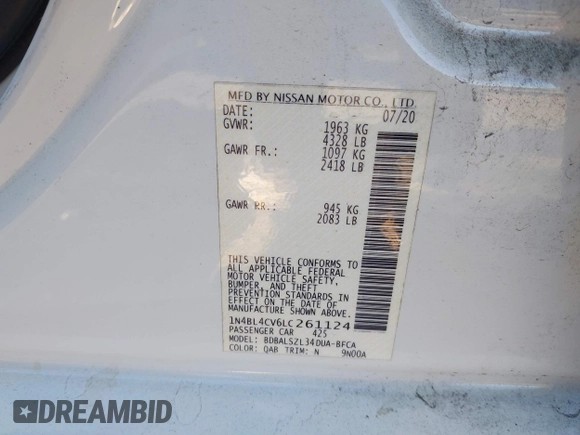 MFD BY NISSAN MOTOR CO., LTD.
DATE: 07/20
GVWR: 1963 KG
4328 LB
GAWR FR.: 1097 KG
2418 LB
GAWR RR.: 945 KG
2083 LB
THIS VEHICLE CONFORMS TO
ALL APPLICABLE FEDERAL
MOTOR VEHICLE SAFETY,
BUMPER, AND THEFT
PREVENTION STANDARDS IN
EFFECT ON THE DATE OF
MANUFACTURE SHOWN ABOVE.
1N4BL4CV6LC261124
PASSENGER CAR 425
MODEL: BDBALSZL34DUA-BFCA
COLOR: QAB TRIM: N 9N00A
DREAMBID